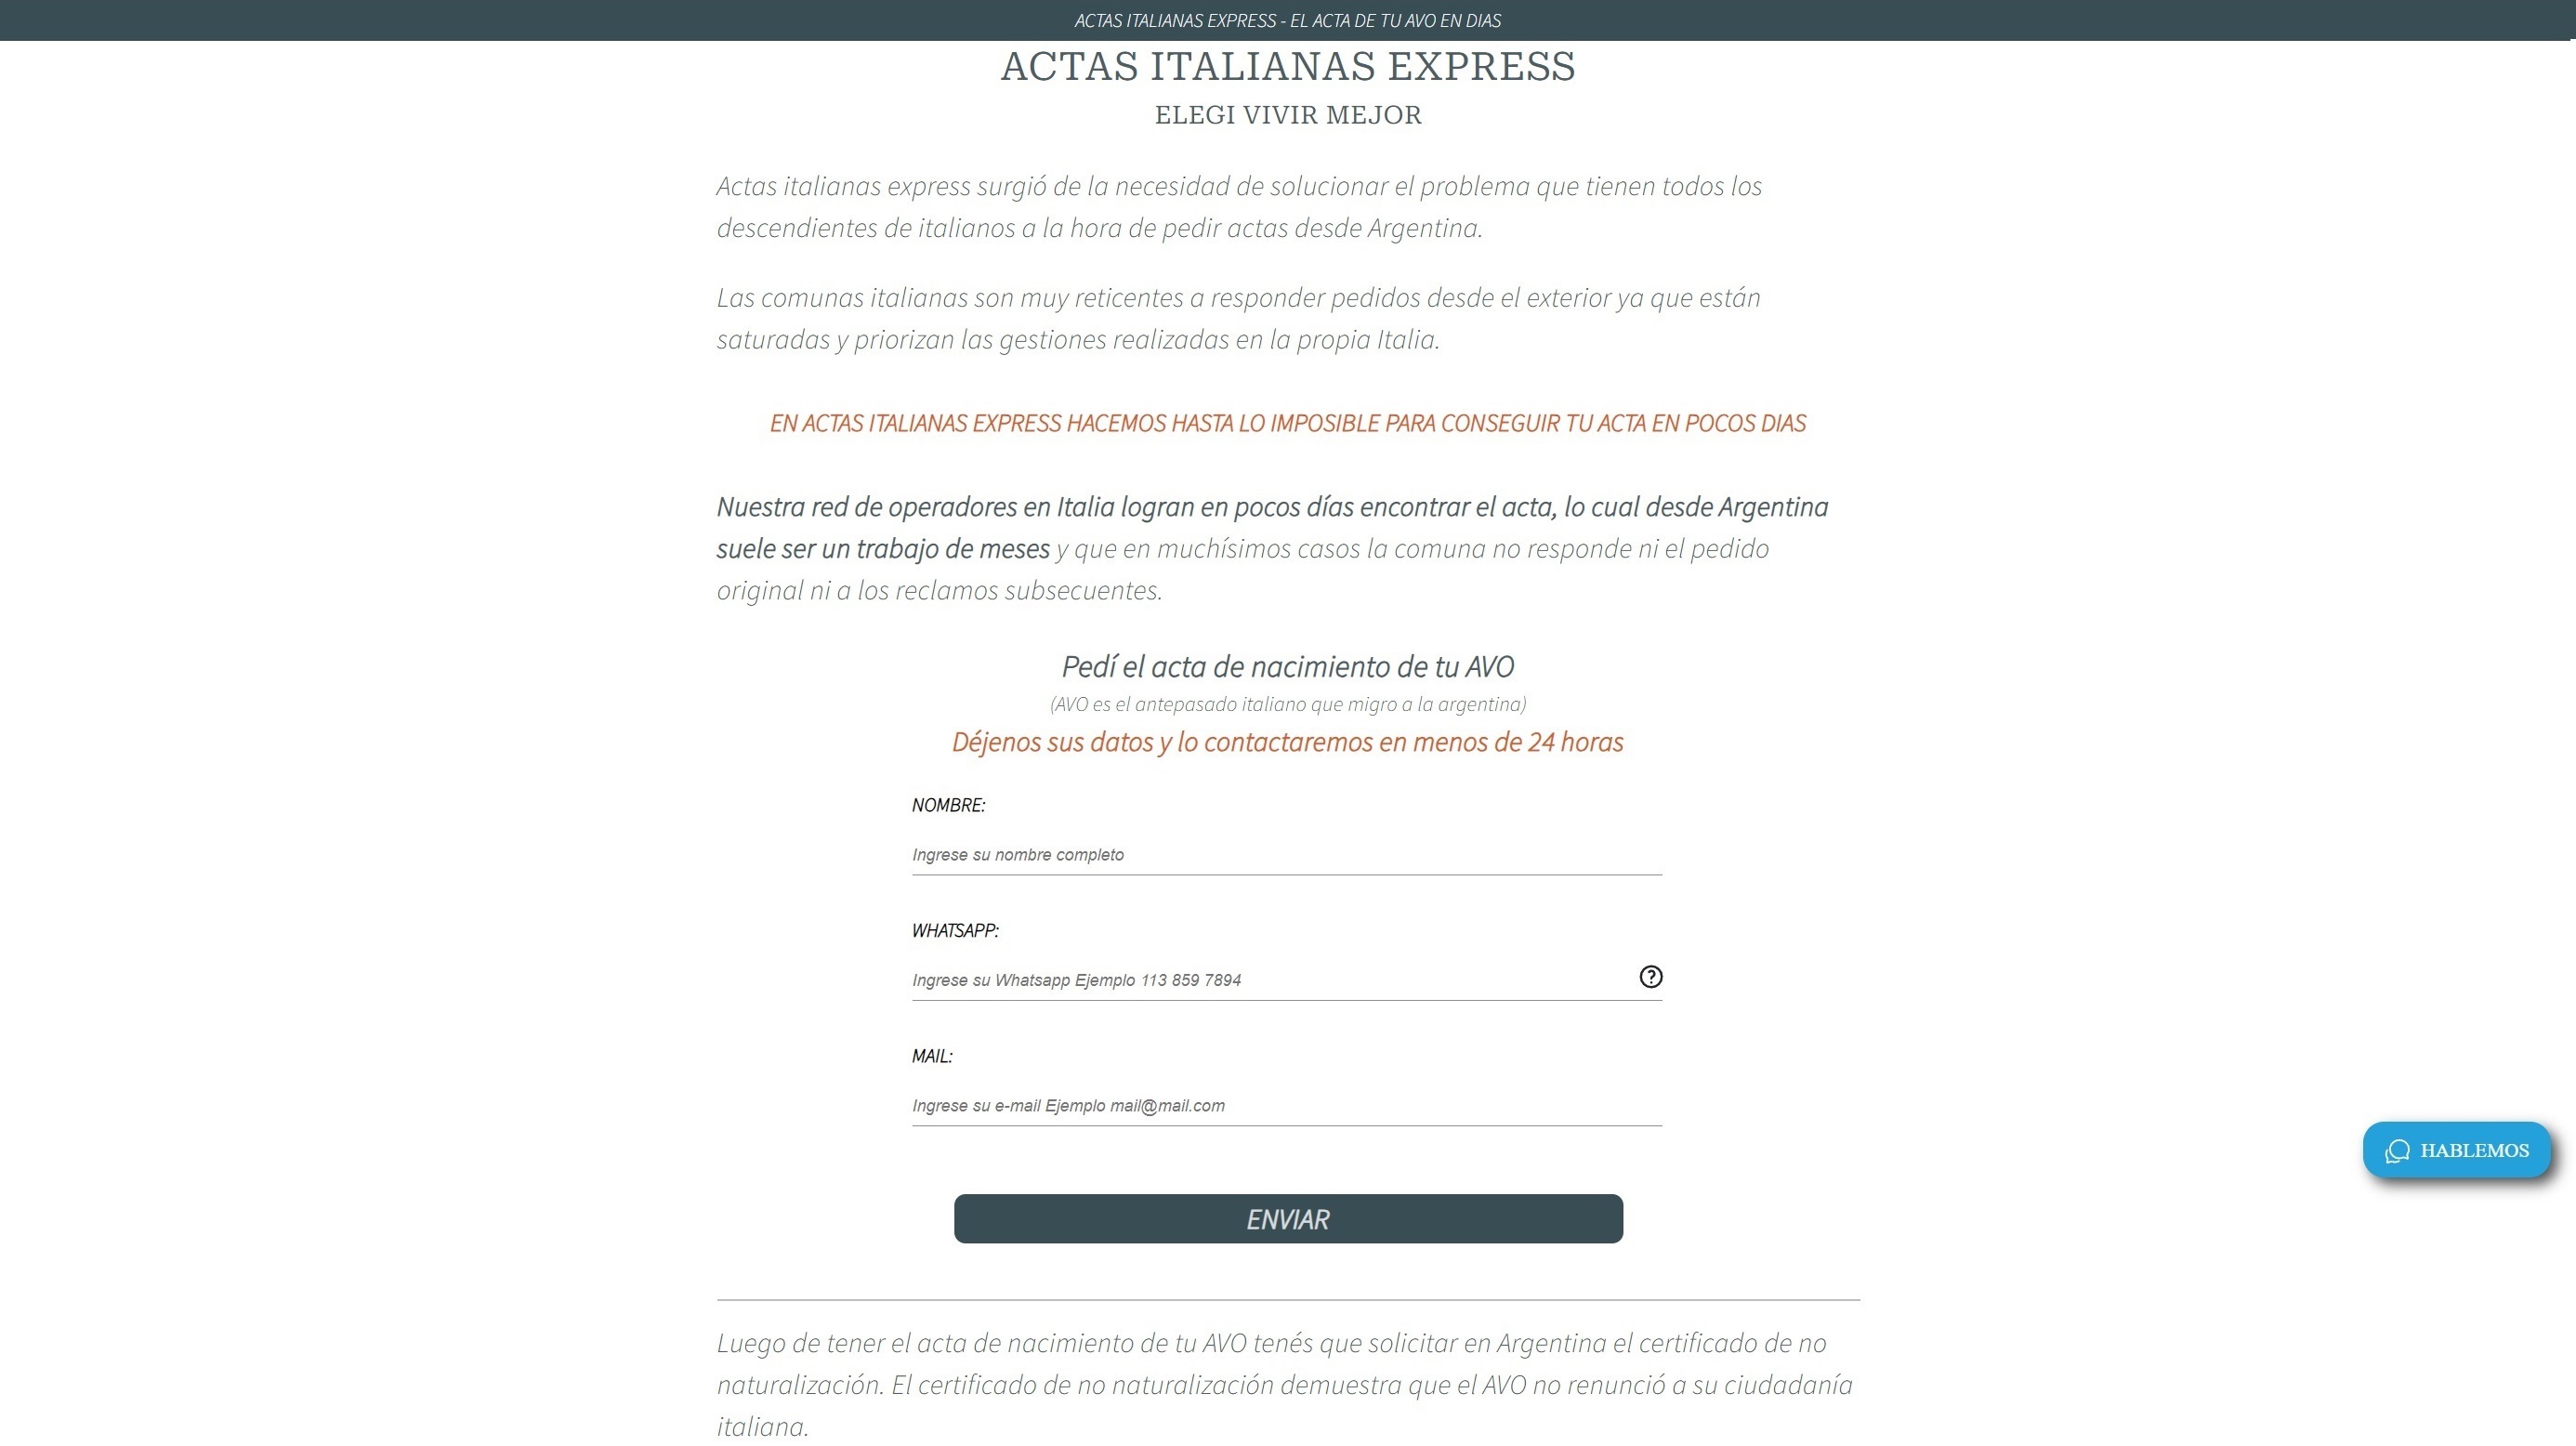 ACTAS ITALIANAS EXPRESS - EL ACTA DE TU AVO EN DIAS
ACTAS ITALIANAS EXPRESS
ELEGI VIVIR MEJOR
Actas italianas express surgió de la necesidad de solucionar el problema que tienen todos los
descendientes de italianos a la hora de pedir actas desde Argentina.
Las comunas italianas son muy reticentes a responder pedidos desde el exterior ya que están
saturadas y priorizan las gestiones realizadas en la propia Italia.
EN ACTAS ITALIANAS EXPRESS HACEMOS HASTA LO IMPOSIBLE PARA CONSEGUIR TU ACTA EN POCOS DIAS
Nuestra red de operadores en Italia logran en pocos días encontrar el acta, lo cual desde Argentina
suele ser un trabajo de meses y que en muchísimos casos la comuna no responde ni el pedido
original ni a los reclamos subsecuentes.
Pedí el acta de nacimiento de tu AVO
(AVO es el antepasado italiano que migro a la argentina)
Déjenos sus datos y lo contactaremos en menos de 24 horas
NOMBRE:
Ingrese su nombre completo
WHATSAPP:
Ingrese su Whatsapp Ejemplo 113 859 7894
MAIL:
Ingrese su e-mail Ejemplo mail@mail.com
HABLEMOS
ENVIAR
Luego de tener el acta de nacimiento de tu AVO tenés que solicitar en Argentina el certificado de no
naturalización. El certificado de no naturalización demuestra que el AVO no renunció a su ciudadanía
italiana.